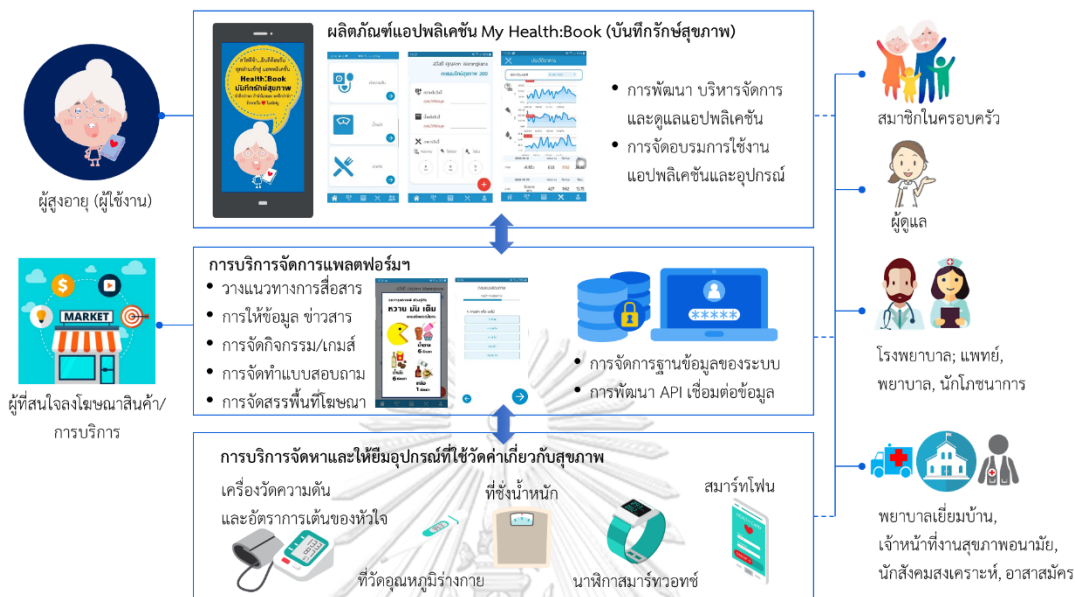 ผลิตภัณฑ์แอปพลิเคชัน My Health:Book (บันทึกรักษ์สุขภาพ)
Health:Book
บันทึกรักษ์สุขภาพ
• การพัฒนา บริหารจัดการ
และดูแลแอปพลิเคชัน
• การจัดอบรมการใช้งาน
แอปพลิเคชันและอุปกรณ์
ผู้สูงอายุ (ผู้ใช้งาน)
สมาชิกในครอบครัว
ผู้ดูแล
MARKET
ผู้ที่สนใจลงโฆษณาสินค้า/
การบริการ
การบริการจัดการแพลตฟอร์มฯ
• วางแนวทางการสื่อสาร
• การให้ข้อมูล ข่าวสาร
• การจัดกิจกรรม/เกมส์
• การจัดทำแบบสอบถาม
• การจัดสรรพื้นที่โฆษณา
หวาน มัน เค็ม
• การจัดการฐานข้อมูลของระบบ
• การพัฒนา API เชื่อมต่อข้อมูล
โรงพยาบาล; แพทย์,
พยาบาล, นักโภชนาการ
การบริการจัดหาและให้ยืมอุปกรณ์ที่ใช้วัดค่าเกี่ยวกับสุขภาพ
เครื่องวัดความดัน
และอัตราการเต้นของหัวใจ
ที่วัดอุณหภูมิร่างกาย
ที่ชั่งน้ำหนัก
นาฬิกาสมาร์ทวอทช์
สมาร์ทโฟน
พยาบาลเยี่ยมบ้าน,
เจ้าหน้าที่งานสุขภาพอนามัย,
นักสังคมสงเคราะห์, อาสาสมัคร